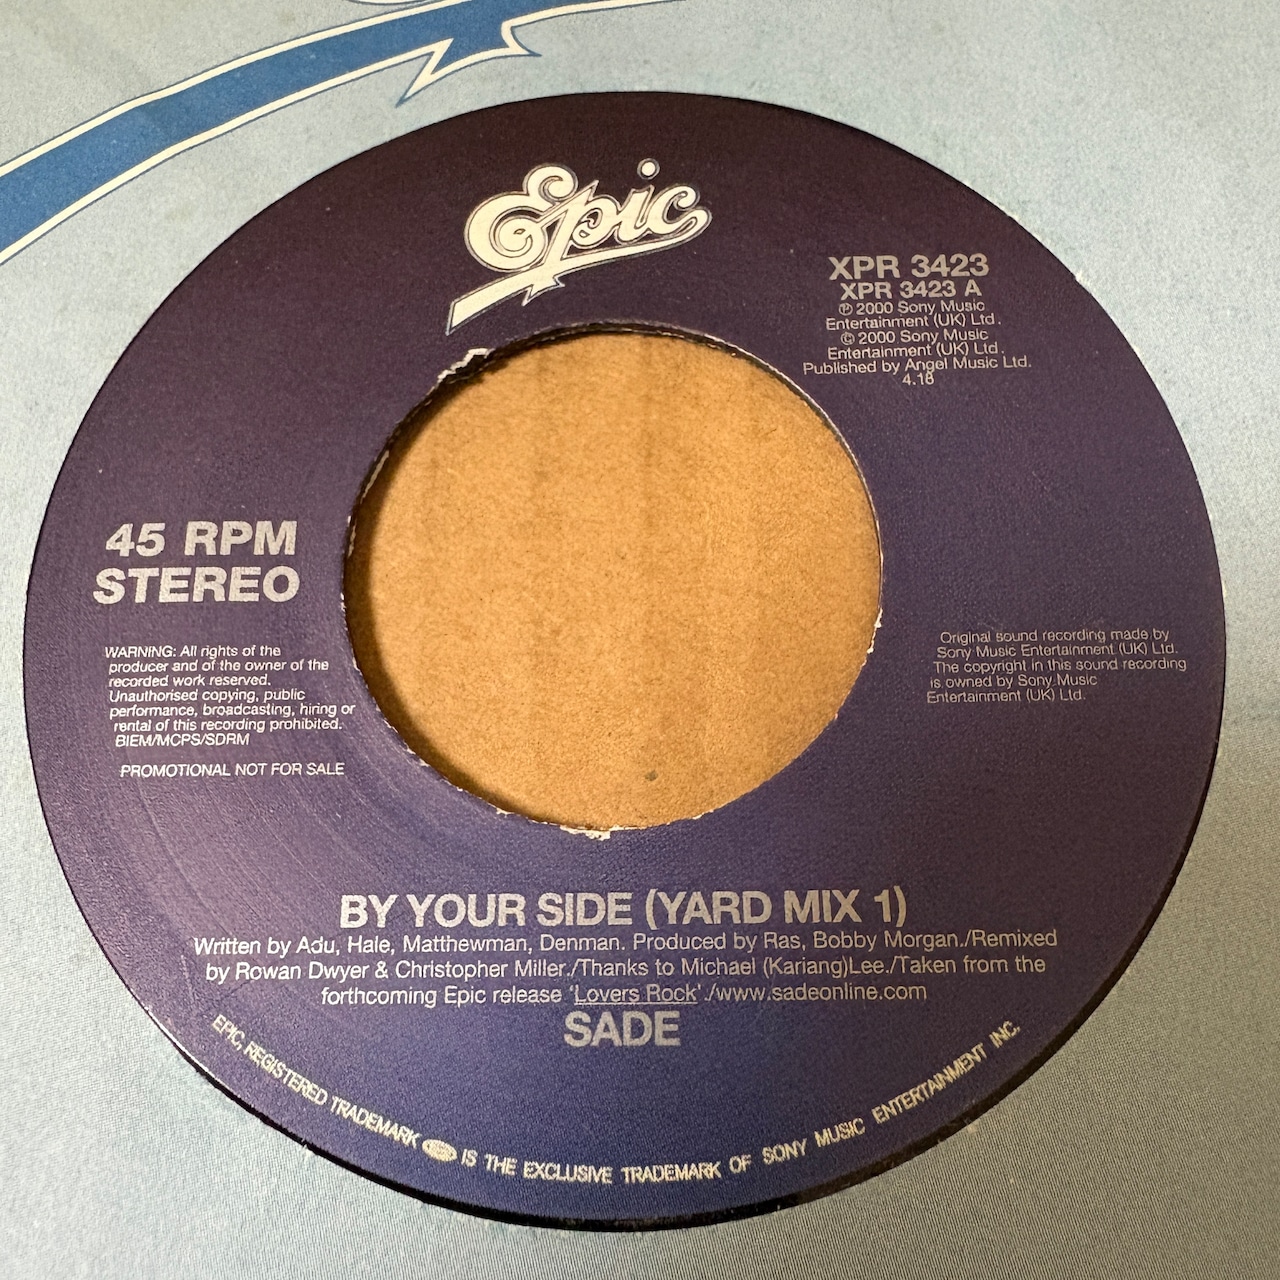 Epic
XPR 3423
XPR 3423 A
℗ 2000 Sony Music
Entertainment (UK) Ltd.
© 2000 Sony Music
Entertainment (UK) Ltd.
Published by Angel Music Ltd.
4.18
45 RPM
STEREO
WARNING: All rights of the
producer and of the owner of the
recorded work reserved.
Unauthorised copying, public
performance, broadcasting, hiring or
rental of this recording prohibited.
BIEM/MCPS/SDRM
PROMOTIONAL NOT FOR SALE
Original sound recording made by
Sony Music Entertainment (UK) Ltd.
The copyright in this sound recording
is owned by Sony Music
Entertainment (UK) Ltd.
BY YOUR SIDE (YARD MIX 1)
Written by Adu, Hale, Matthewman, Denman. Produced by Ras, Bobby Morgan./Remixed
by Rowan Dwyer & Christopher Miller./Thanks to Michael (Kariang)Lee./Taken from the
forthcoming Epic release 'Lovers Rock'./www.sadeonline.com
SADE
EPIC, REGISTERED TRADEMARK IS THE EXCLUSIVE TRADEMARK OF SONY MUSIC ENTERTAINMENT INC.